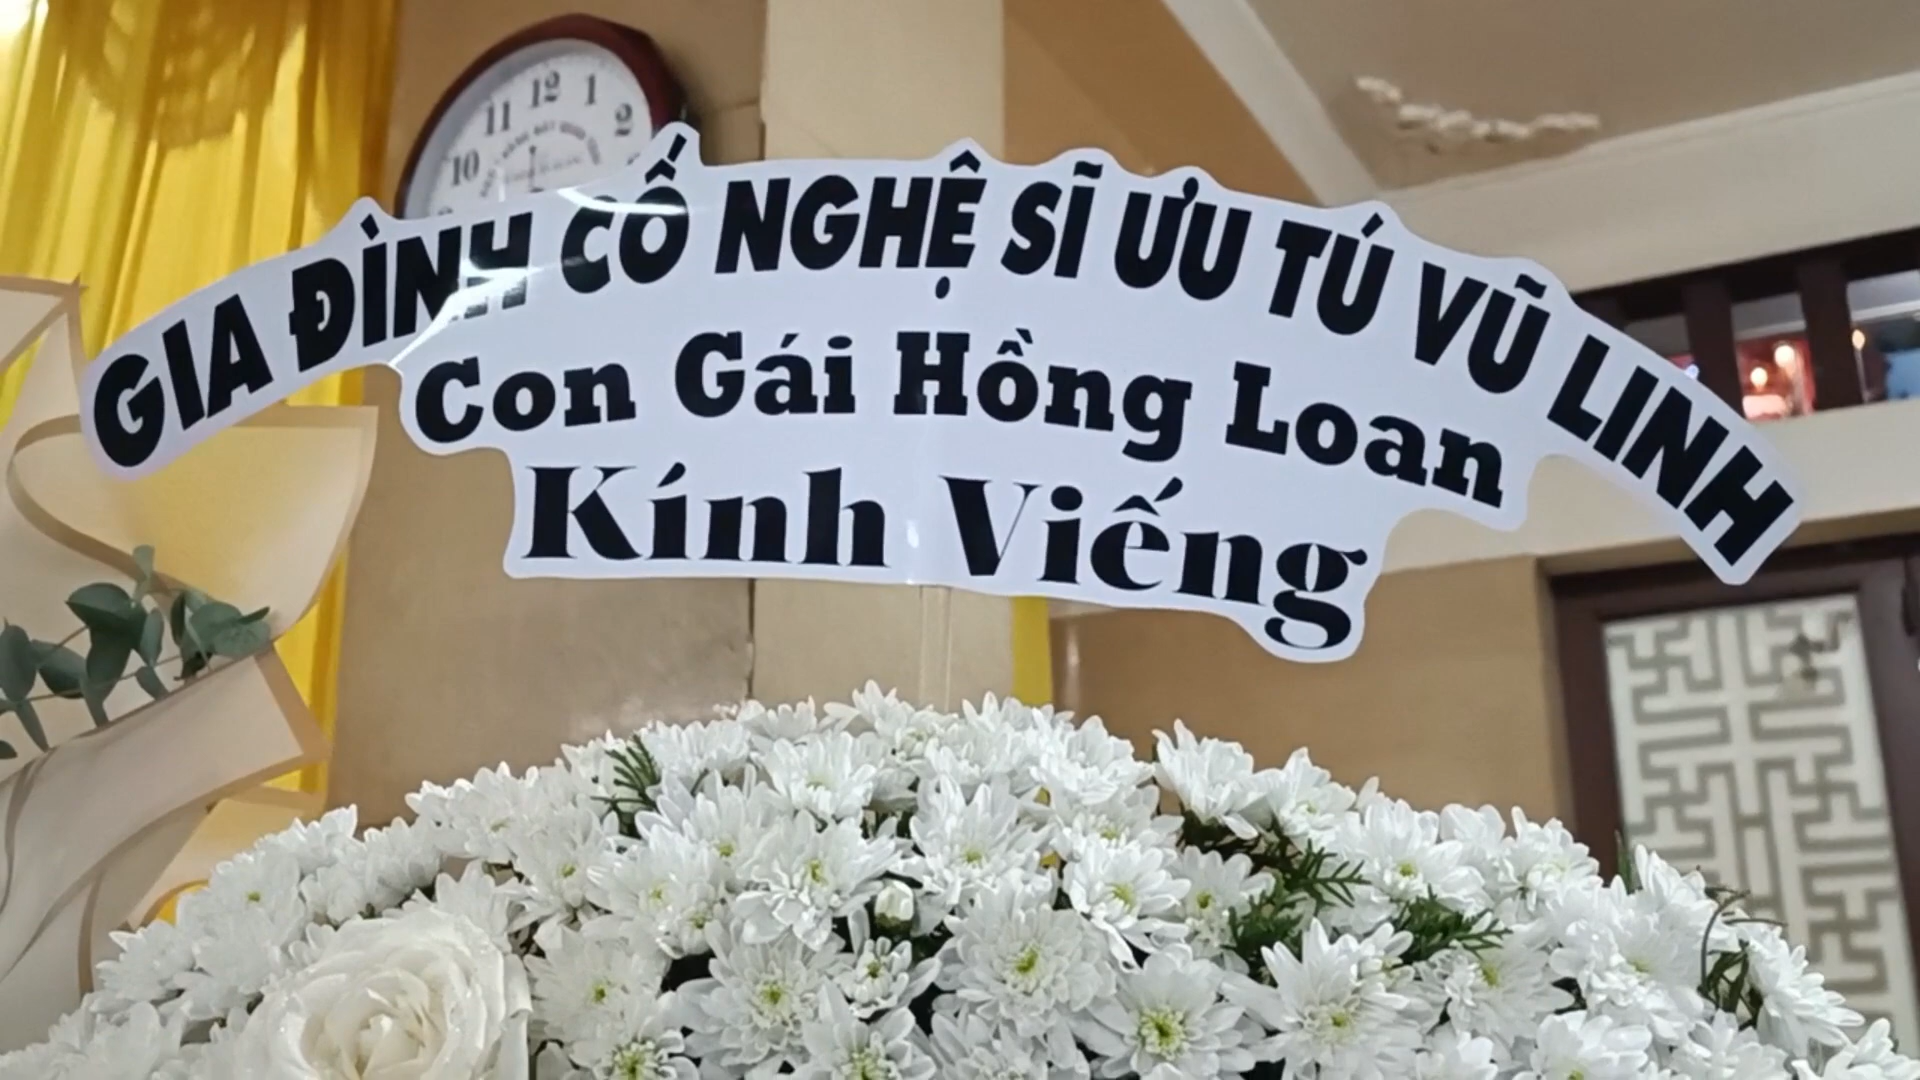 GIA ĐÌNH CỐ NGHỆ SĨ ƯU TÚ VŨ LINH
Con Gái Hồng Loan
Kính Viếng
10 11 12 1 2